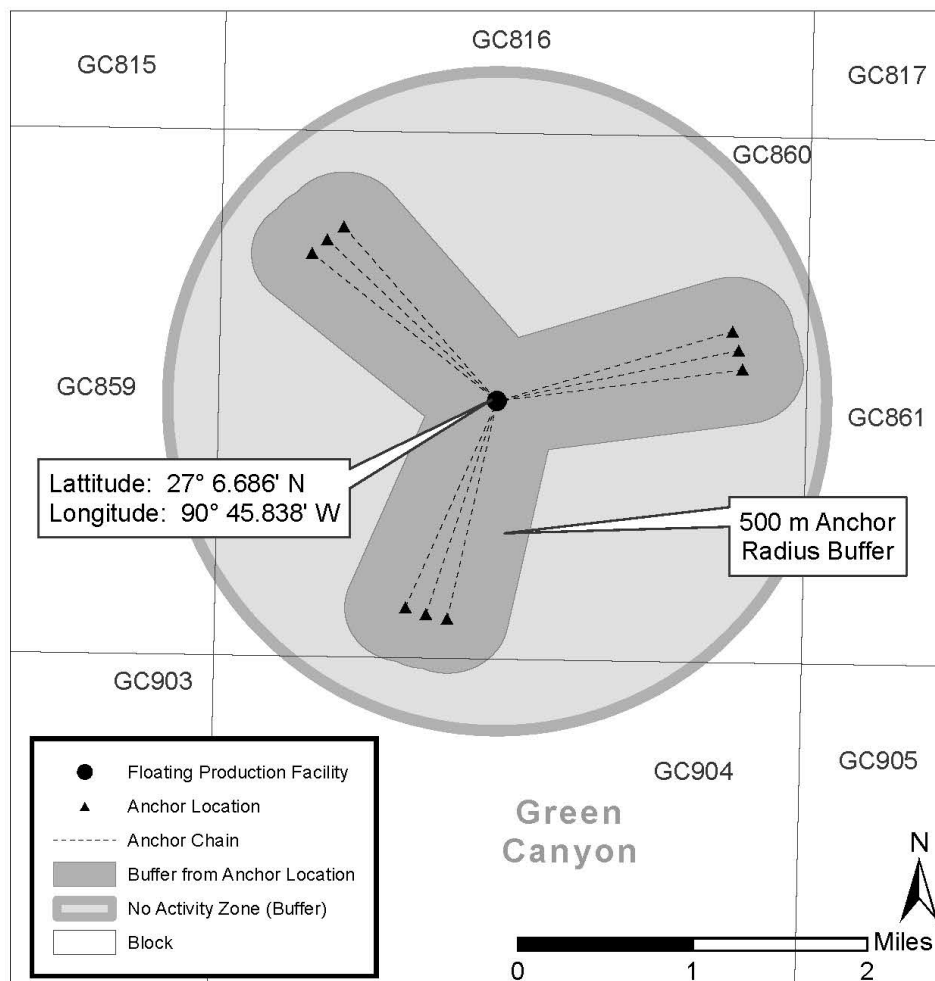 GC816
GC815
GC817
GC860
GC859
GC861
Lattitude: 27° 6.686' N
Longitude: 90° 45.838' W
500 m Anchor
Radius Buffer
GC903
GC904
GC905
Green
Canyon
Floating Production Facility
Anchor Location
Anchor Chain
Buffer from Anchor Location
No Activity Zone (Buffer)
Block
N
Miles
0 1 2